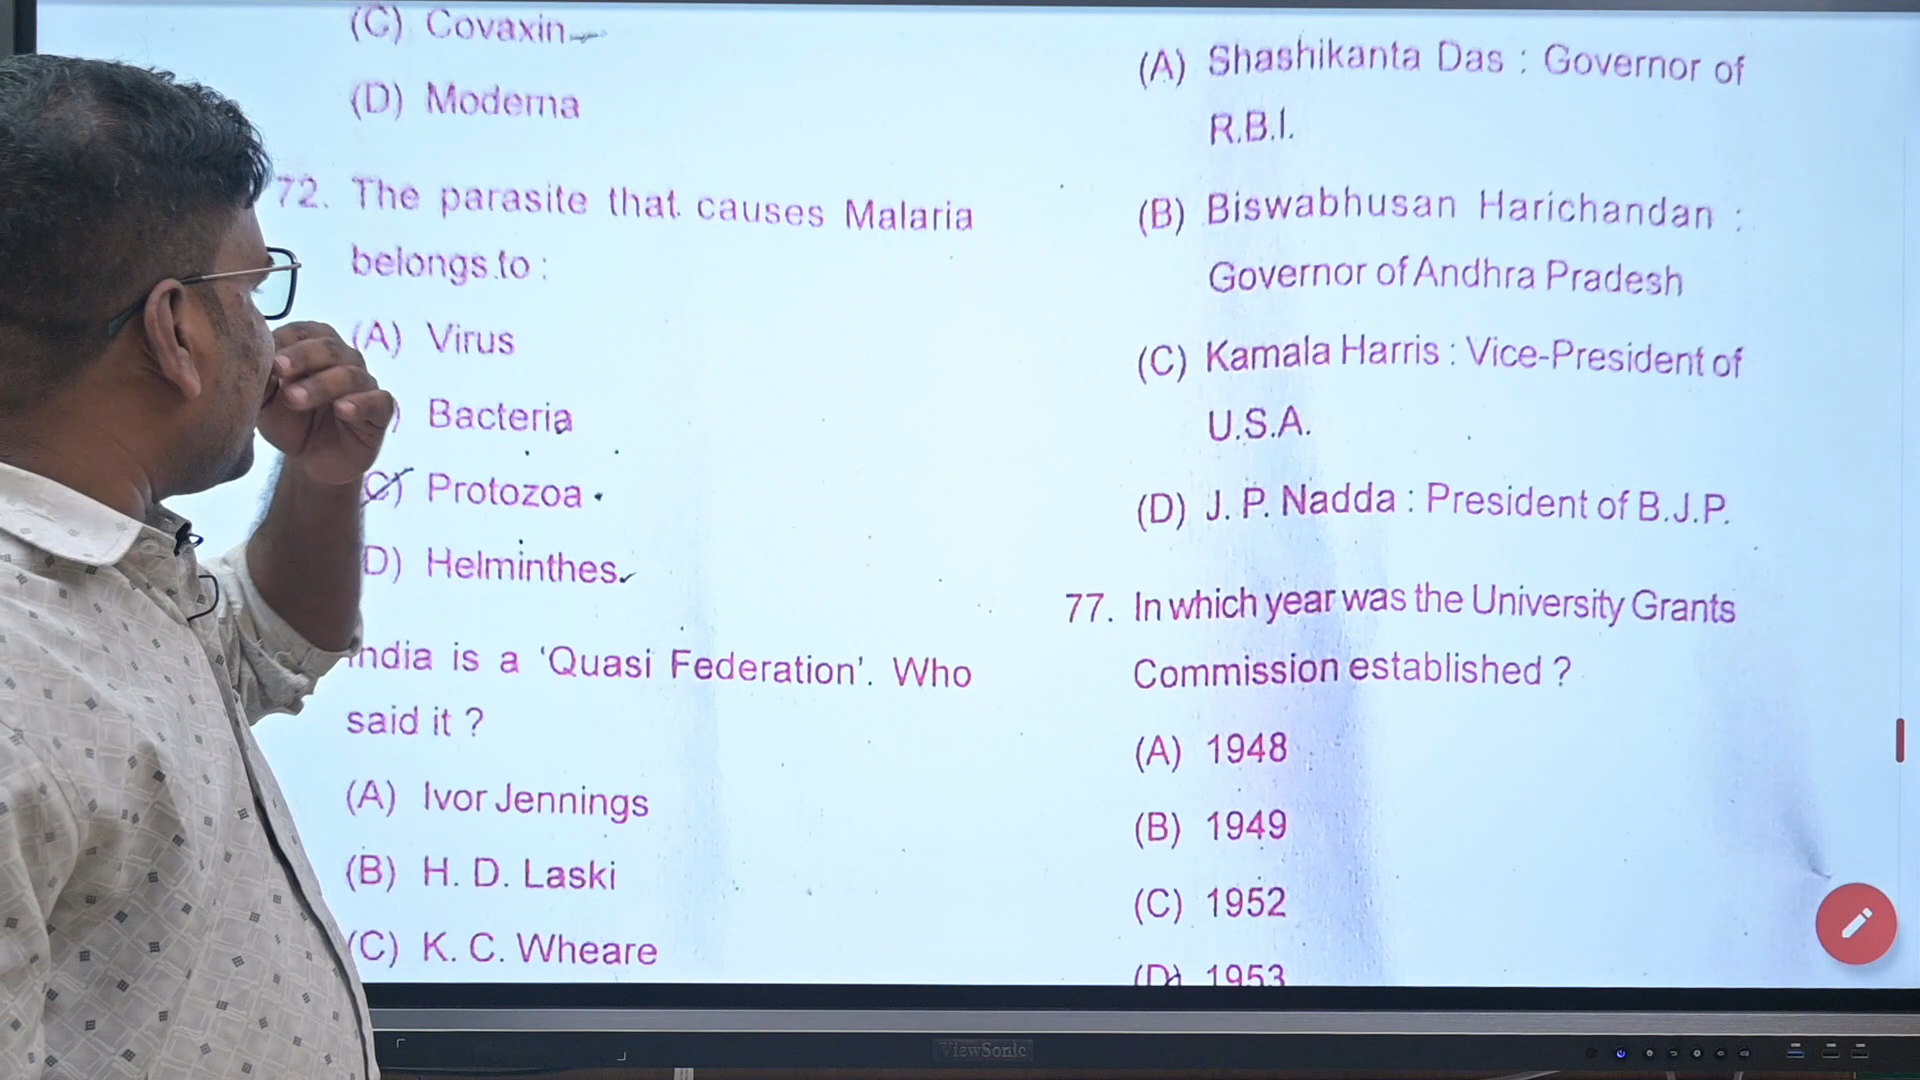 (C) Covaxin
(D) Moderna
72. The parasite that causes Malaria
belongs to :
(A) Virus
) Bacteria
C) Protozoa
D) Helminthes
India is a 'Quasi Federation'. Who
said it ?
(A) Ivor Jennings
(B) H. D. Laski
(C) K. C. Wheare
(A) Shashikanta Das : Governor of
R.B.I.
(B) Biswabhusan Harichandan :
Governor of Andhra Pradesh
(C) Kamala Harris : Vice-President of
U.S.A.
(D) J. P. Nadda : President of B.J.P.
77. In which year was the University Grants
Commission established ?
(A) 1948
(B) 1949
(C) 1952
(D) 1953
ViewSonic